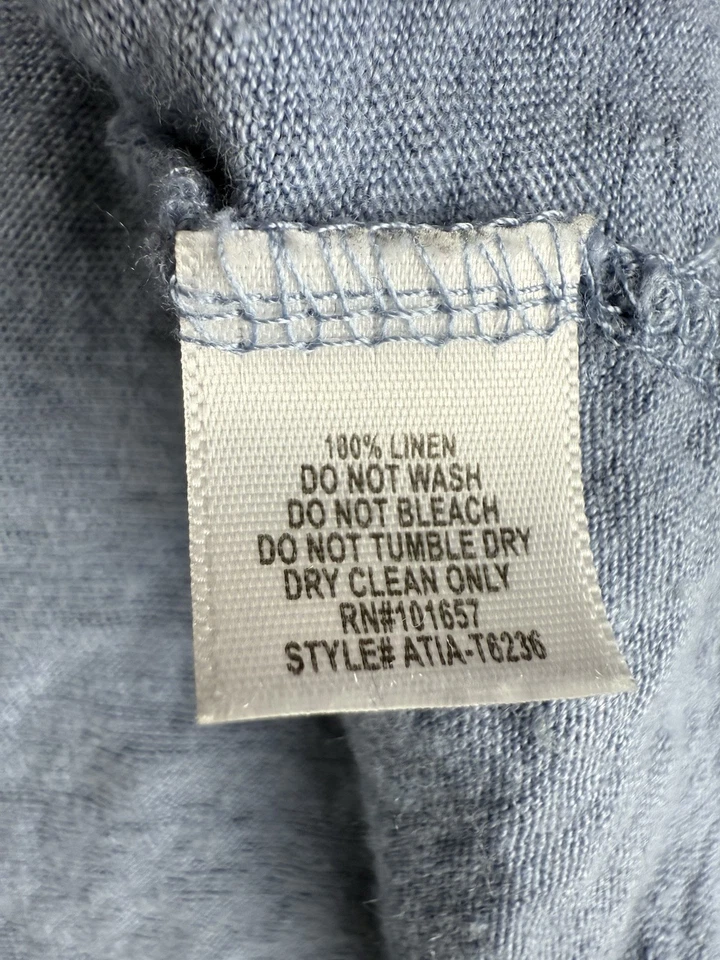 100% LINEN
DO NOT WASH
DO NOT BLEACH
DO NOT TUMBLE DRY
DRY CLEAN ONLY
RN#101657
STYLE# ATIA-T6236